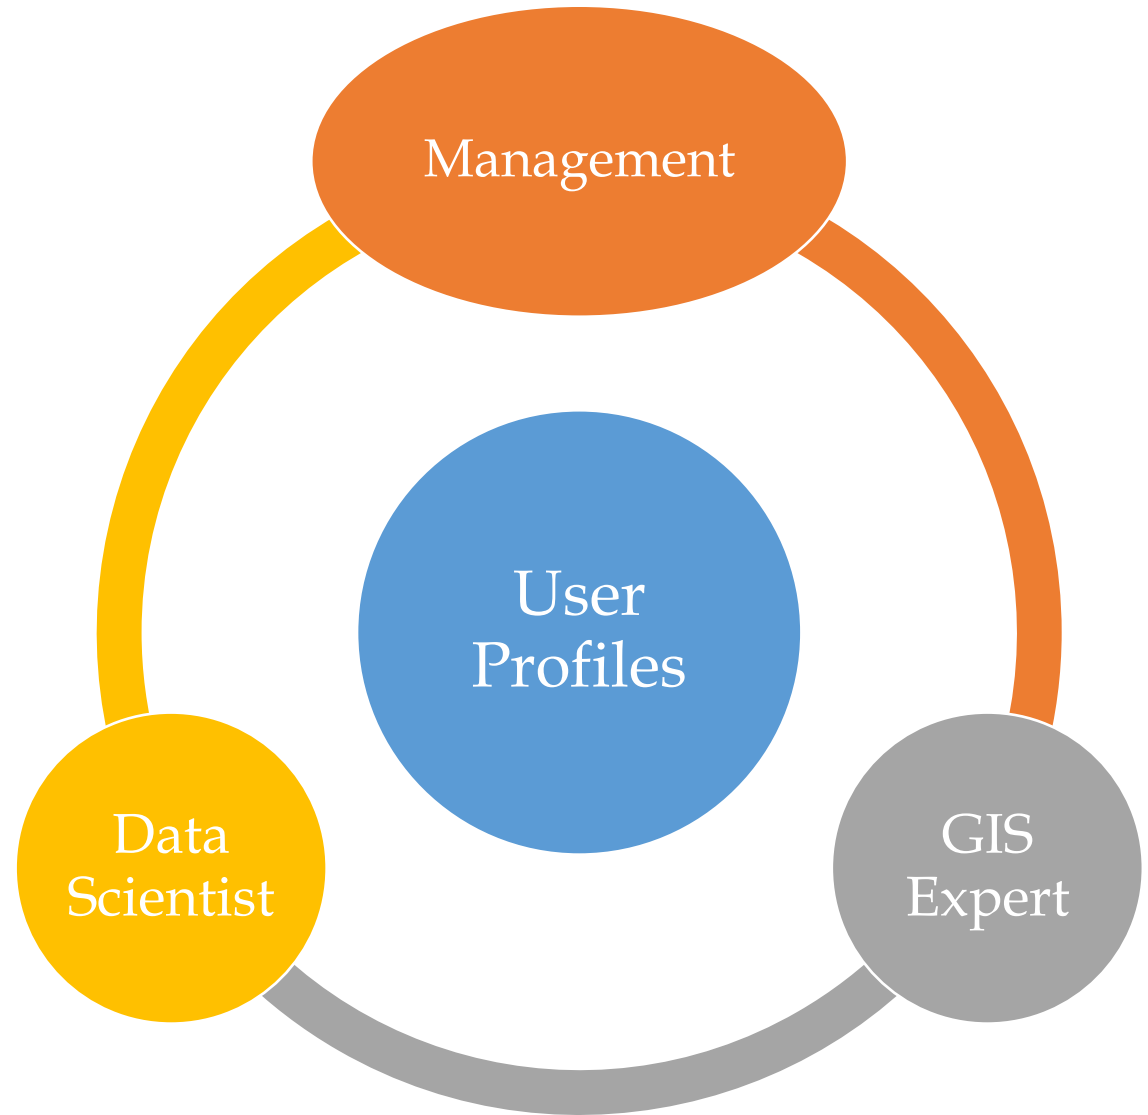 Management
User
Profiles
Data
Scientist
GIS
Expert